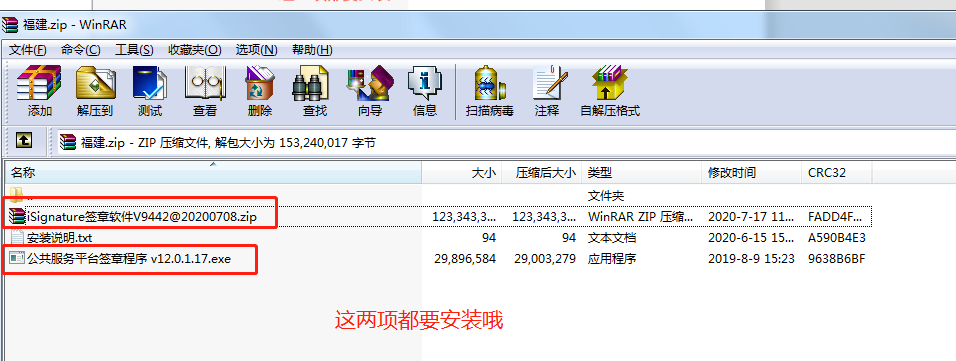 福建.zip - WinRAR
文件(F) 命令(C) 工具(S) 收藏夹(O) 选项(N) 帮助(H)
添加 解压到 测试 查看 删除 查找 向导 信息 扫描病毒 注释 自解压格式
福建.zip - ZIP 压缩文件, 解包大小为 153,240,017 字节
名称 大小 压缩后大小 类型 修改时间 CRC32
.. 文件夹
iSignature签章软件V9442@20200708.zip 123,343,3... 123,343,3... WinRAR ZIP 压缩... 2020-7-17 11... FADD4F...
安装说明.txt 94 94 文本文档 2020-6-15 15... A590B4E3
公共服务平台签章程序 v12.0.1.17.exe 29,896,584 29,003,279 应用程序 2019-8-9 15:23 9638B6BF
这两项都要安装哦